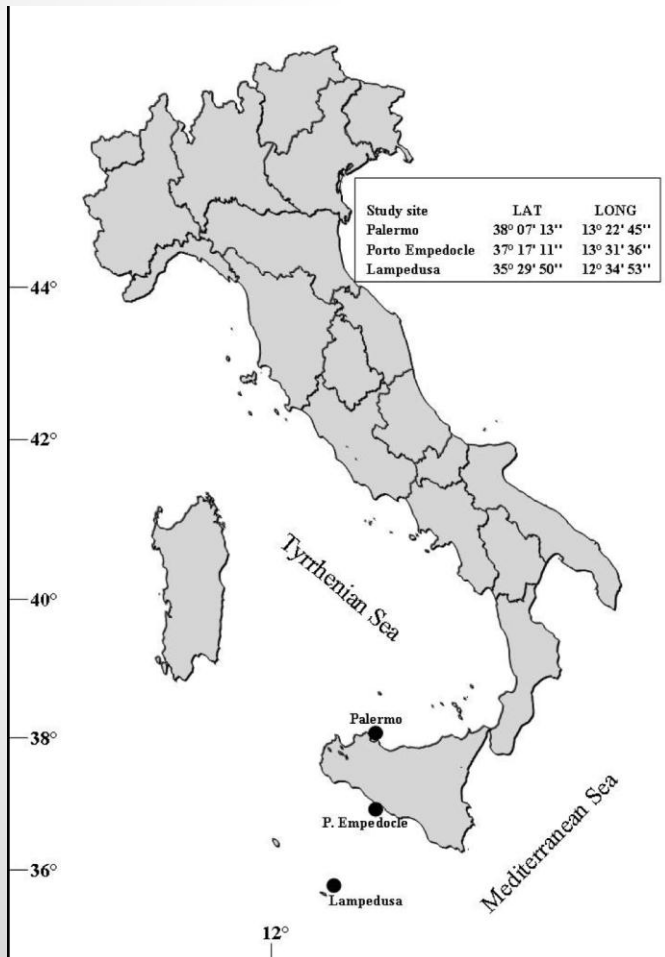 Study site LAT LONG
Palermo 38° 07' 13'' 13° 22' 45''
Porto Empedocle 37° 17' 11'' 13° 31' 36''
Lampedusa 35° 29' 50'' 12° 34' 53''
44°
42°
Tyrrhenian Sea
40°
Palermo
38°
P. Empedocle
Mediterranean Sea
36°
Lampedusa
12°